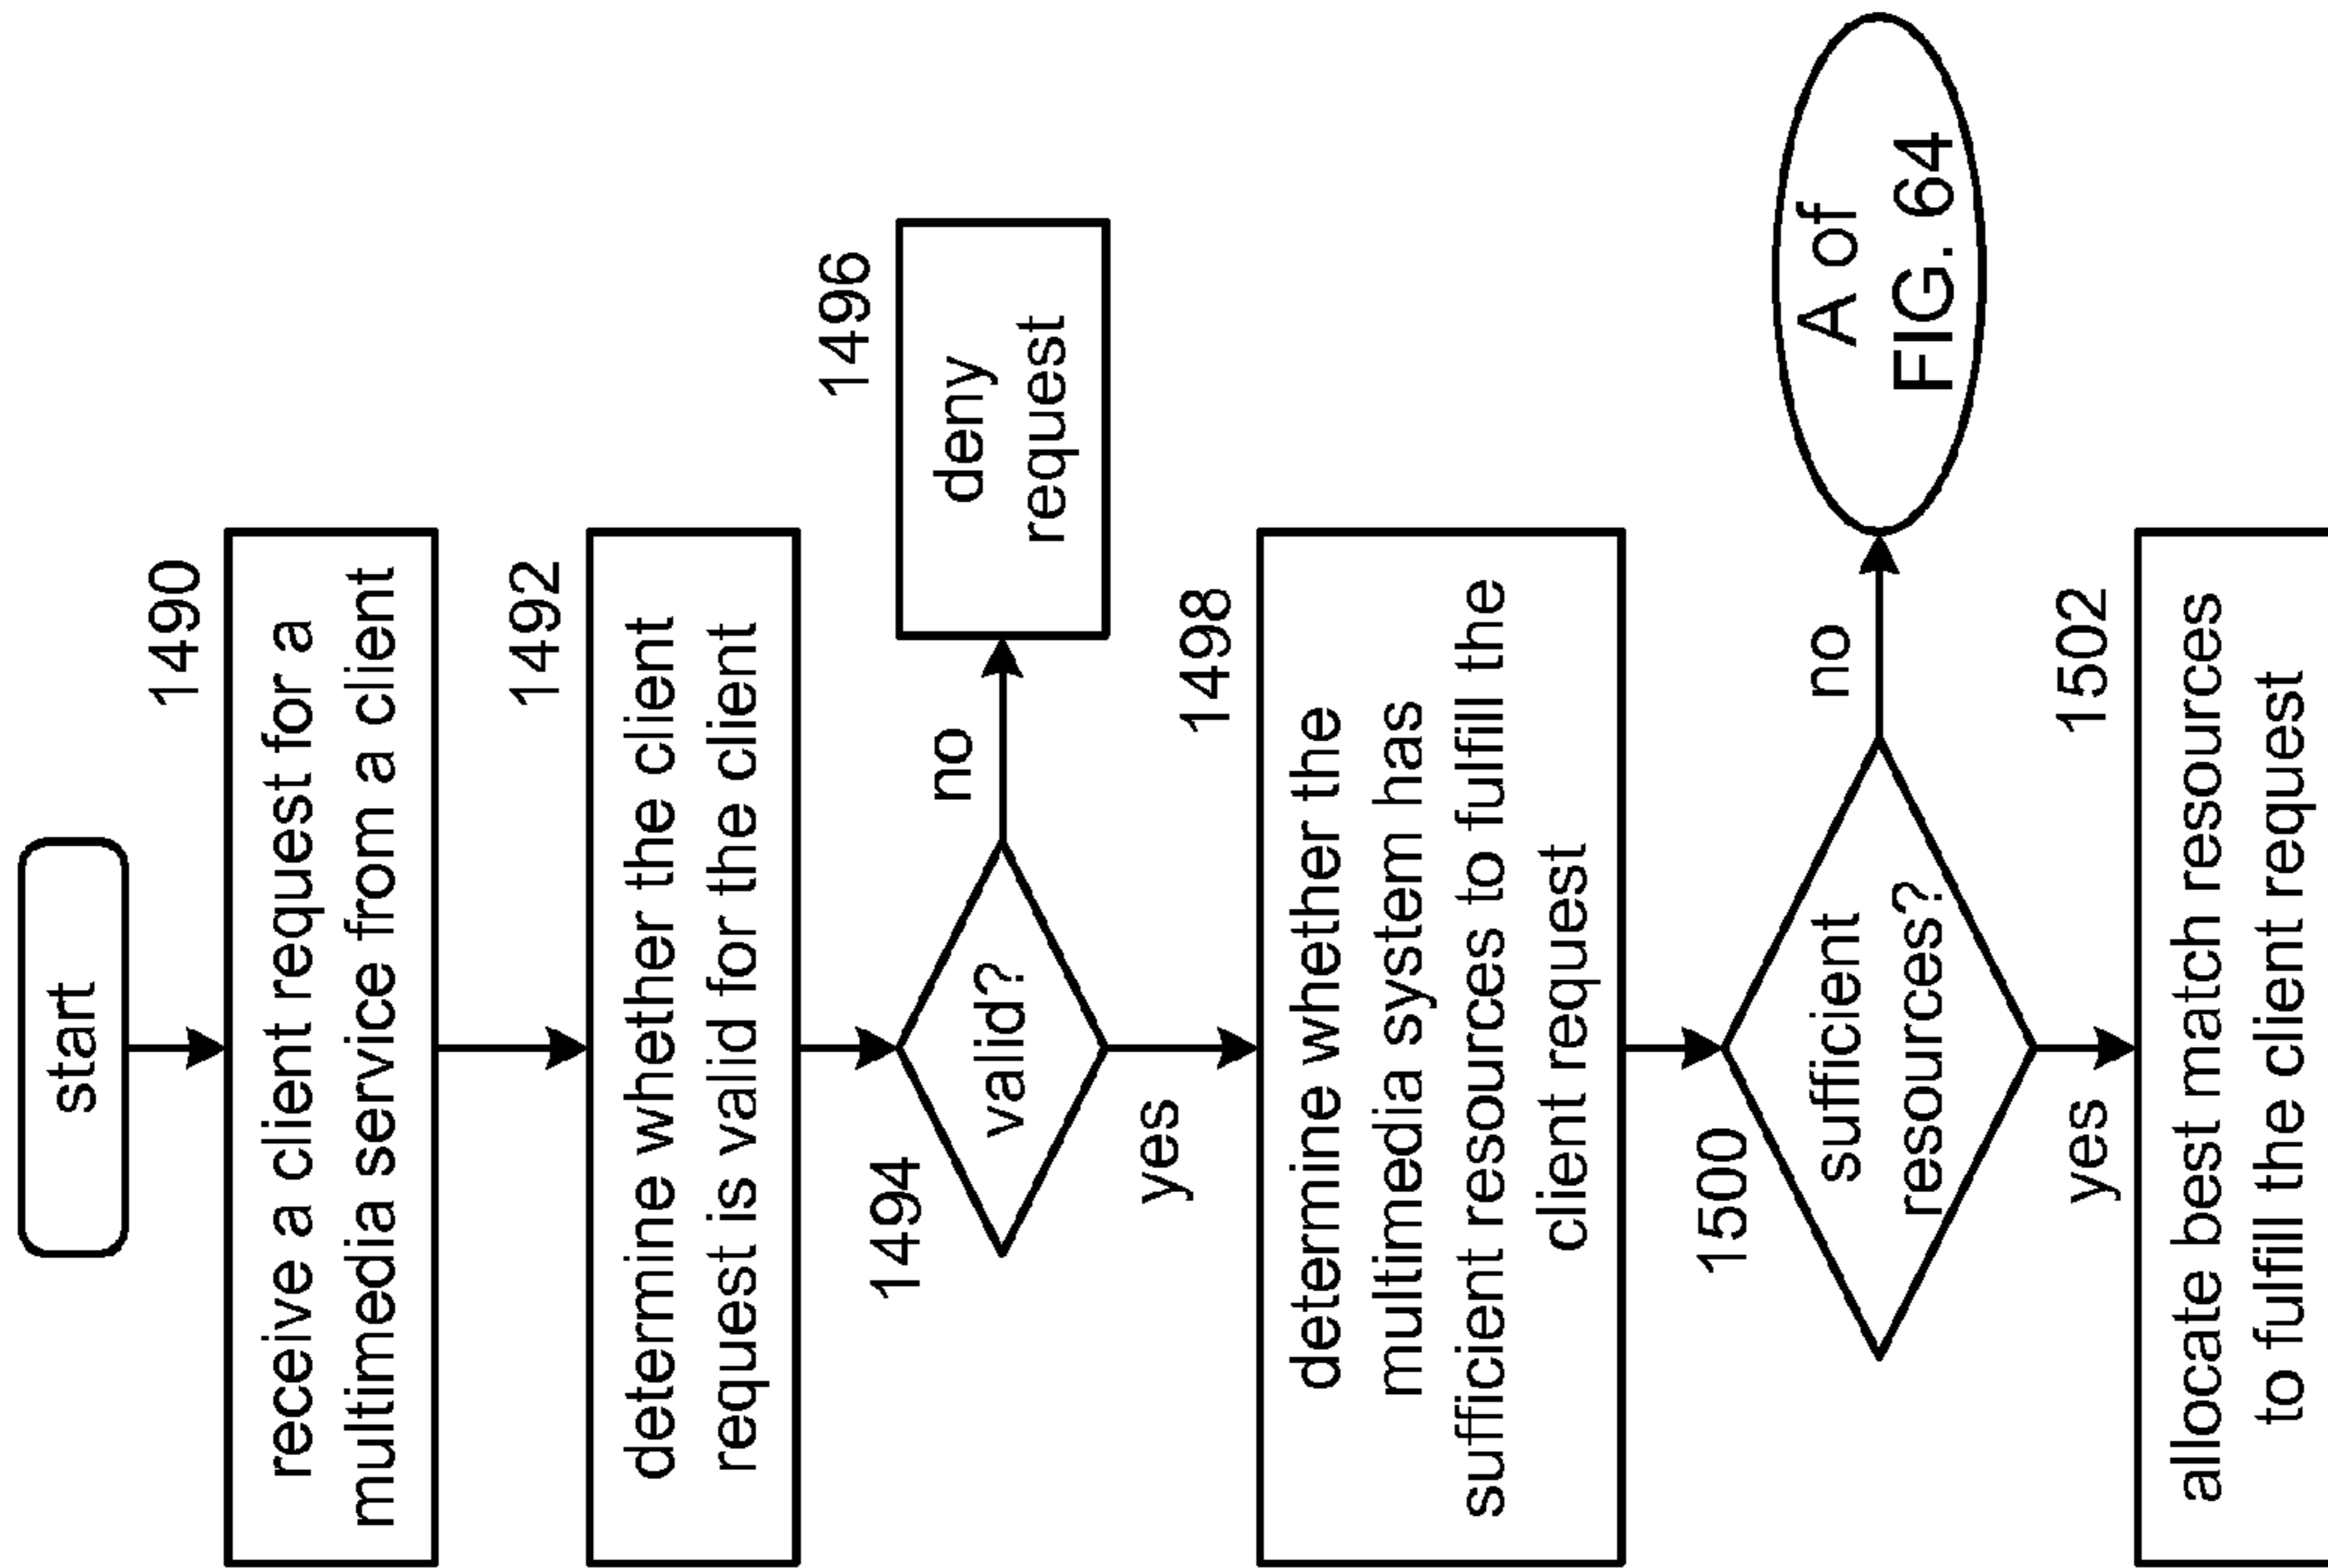 start
1490
receive a client request for a
multimedia service from a client
1492
determine whether the client
request is valid for the client
1494
valid?
no
1496
deny
request
yes
1498
determine whether the
multimedia system has
sufficient resources to fulfill the
client request
1500
sufficient
resources?
no
A of
FIG. 64
yes
1502
allocate best match resources
to fulfill the client request